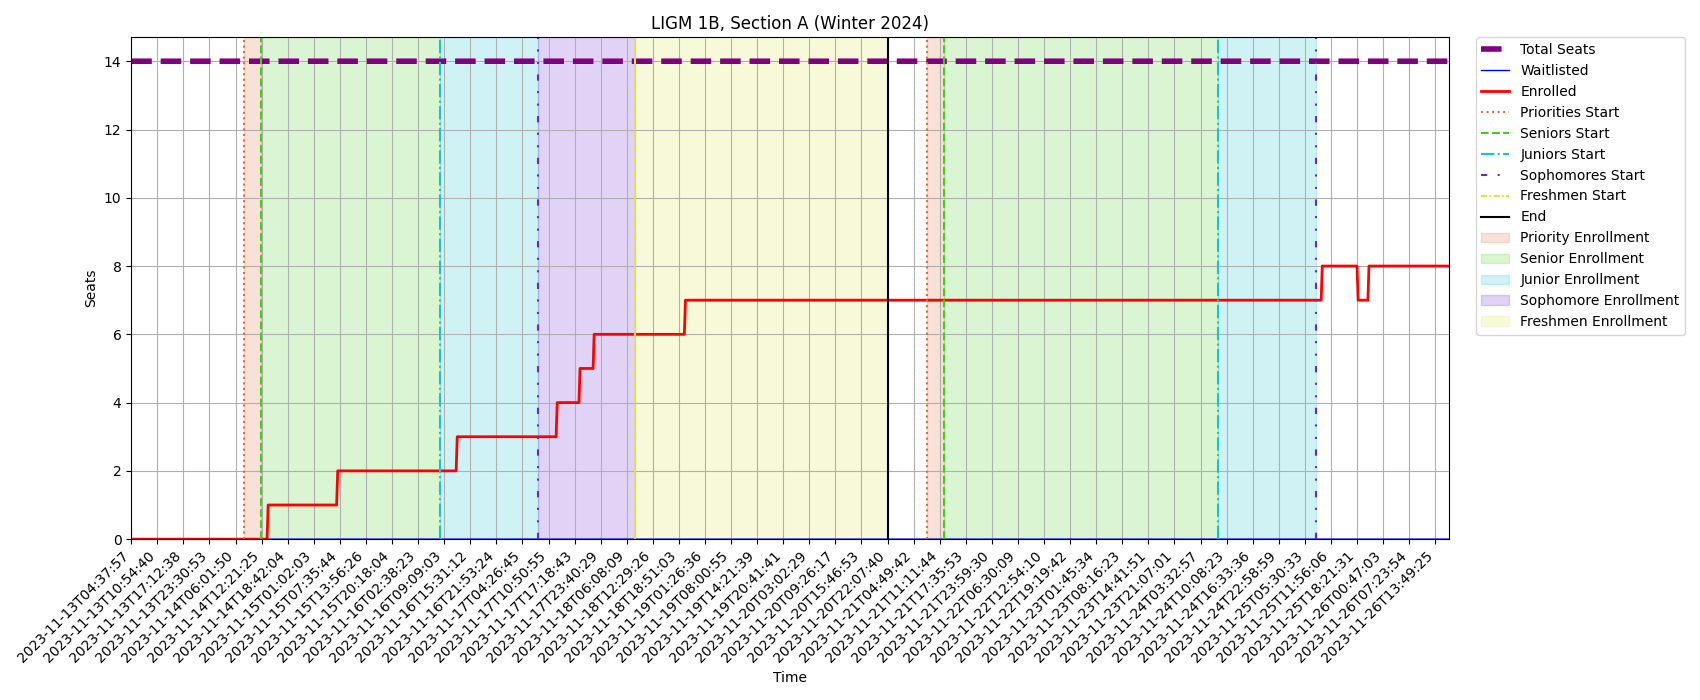 LIGM 1B, Section A (Winter 2024)
Seats
14
12
10
8
6
4
2
0
2023-11-13T04:37:57
2023-11-13T10:54:40
2023-11-13T17:12:38
2023-11-13T23:30:53
2023-11-14T06:01:50
2023-11-14T12:21:25
2023-11-14T18:42:04
2023-11-15T01:02:03
2023-11-15T07:35:44
2023-11-15T13:56:26
2023-11-15T20:18:04
2023-11-16T02:38:23
2023-11-16T09:09:03
2023-11-16T15:31:12
2023-11-16T21:53:24
2023-11-17T04:26:45
2023-11-17T10:50:55
2023-11-17T17:18:43
2023-11-17T23:40:29
2023-11-18T06:08:09
2023-11-18T12:29:26
2023-11-18T18:51:03
2023-11-19T01:26:36
2023-11-19T08:00:55
2023-11-19T14:21:39
2023-11-19T20:41:41
2023-11-20T03:02:29
2023-11-20T09:26:17
2023-11-20T15:46:53
2023-11-20T22:07:40
2023-11-21T04:49:42
2023-11-21T11:11:44
2023-11-21T17:35:53
2023-11-21T23:59:30
2023-11-22T06:30:09
2023-11-22T12:54:10
2023-11-22T19:19:42
2023-11-23T01:45:34
2023-11-23T08:16:23
2023-11-23T14:41:51
2023-11-23T21:07:01
2023-11-24T03:32:57
2023-11-24T10:08:23
2023-11-24T16:33:36
2023-11-24T22:58:59
2023-11-25T05:30:33
2023-11-25T11:56:06
2023-11-25T18:21:31
2023-11-26T00:47:03
2023-11-26T07:23:54
2023-11-26T13:49:25
Time
Total Seats
Waitlisted
Enrolled
Priorities Start
Seniors Start
Juniors Start
Sophomores Start
Freshmen Start
End
Priority Enrollment
Senior Enrollment
Junior Enrollment
Sophomore Enrollment
Freshmen Enrollment